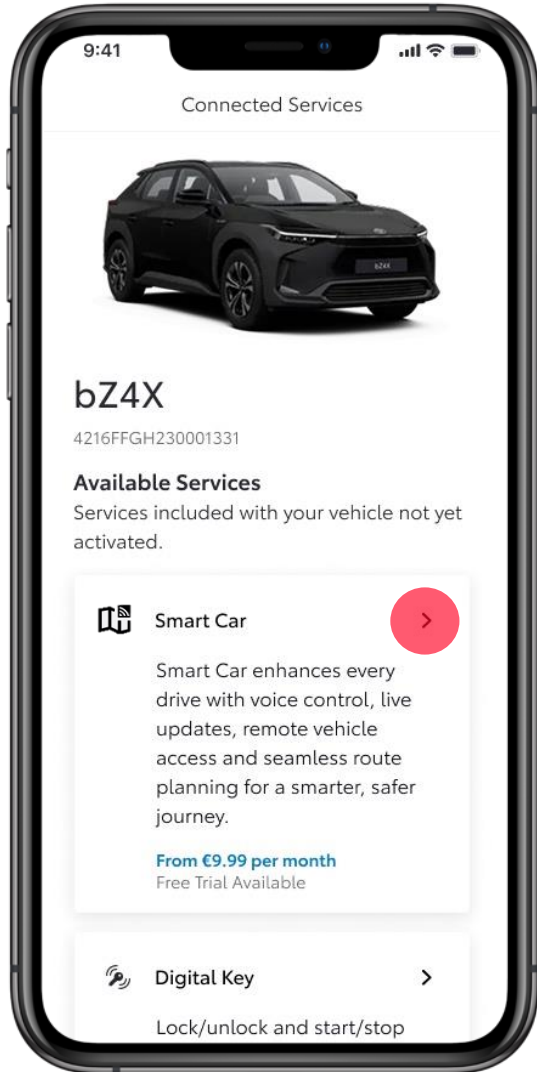 9:41
Connected Services
bZ4X
bZ4X
4216FFGH230001331
Available Services
Services included with your vehicle not yet
activated.
Smart Car
Smart Car enhances every
drive with voice control, live
updates, remote vehicle
access and seamless route
planning for a smarter, safer
journey.
From €9.99 per month
Free Trial Available
Digital Key
Lock/unlock and start/stop